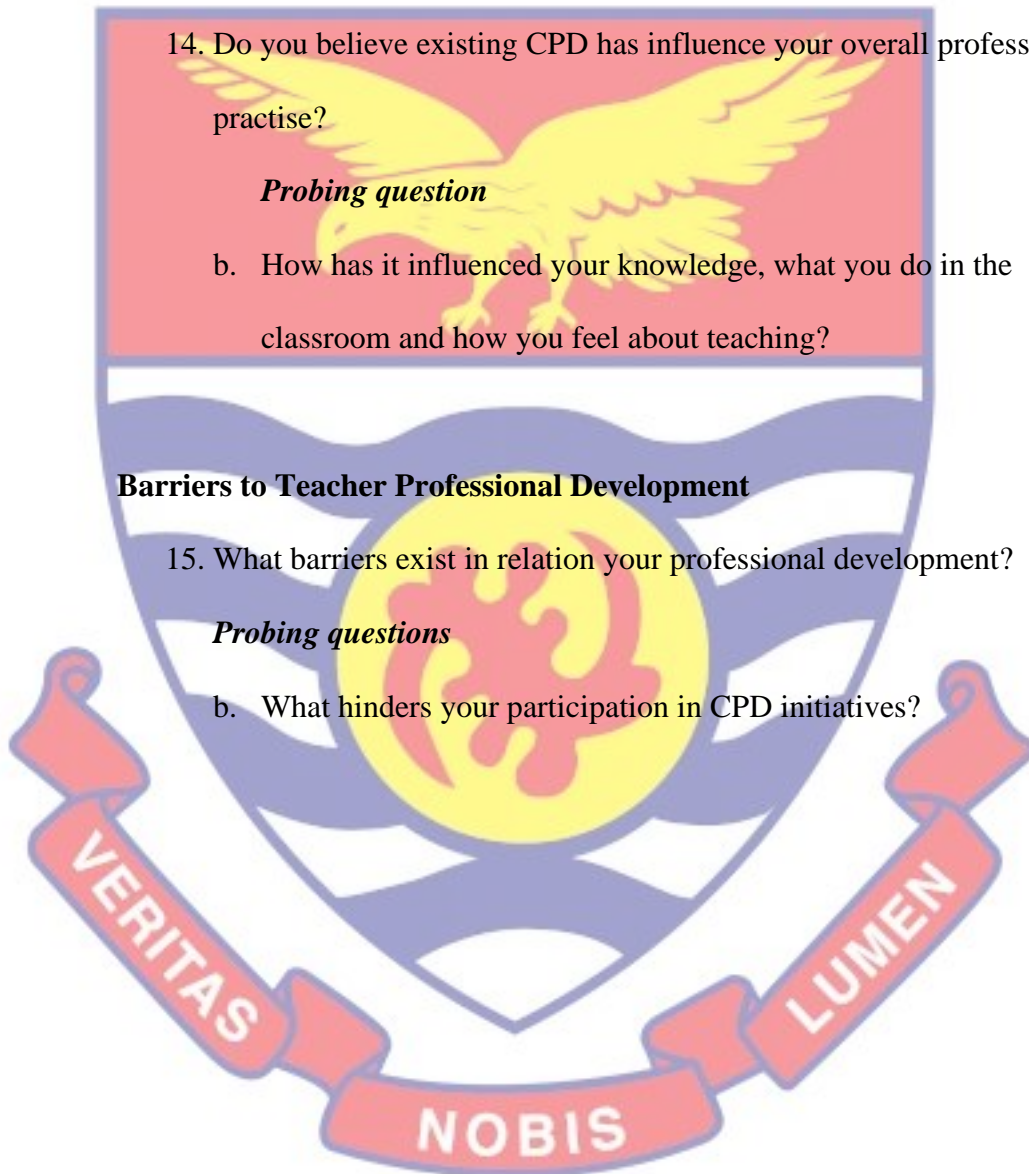 14. Do you believe existing CPD has influence your overall profess
practise?
Probing question
b. How has it influenced your knowledge, what you do in the
classroom and how you feel about teaching?
Barriers to Teacher Professional Development
15. What barriers exist in relation your professional development?
Probing questions
b. What hinders your participation in CPD initiatives?
VERITAS
NOBIS
LUMEN